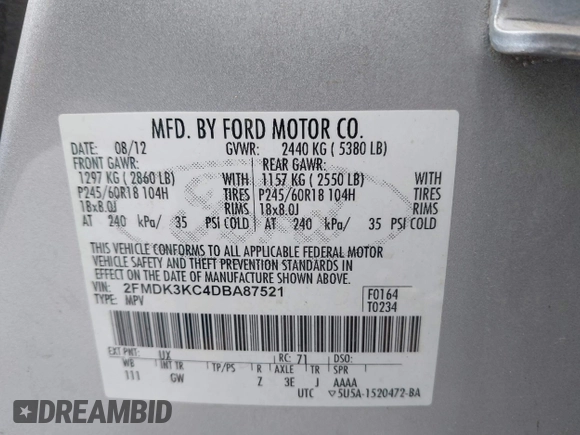 MFD. BY FORD MOTOR CO.
DATE: 08/12 GVWR: 2440 KG ( 5380 LB)
FRONT GAWR: REAR GAWR:
1297 KG ( 2860 LB) WITH 1157 KG ( 2550 LB) WITH
P245/60R18 104H TIRES P245/60R18 104H TIRES
18x8.0J RIMS 18x8.0J RIMS
AT 240 kPa/ 35 PSI COLD AT 240 kPa/ 35 PSI COLD
THIS VEHICLE CONFORMS TO ALL APPLICABLE FEDERAL MOTOR
VEHICLE SAFETY AND THEFT PREVENTION STANDARDS IN
EFFECT ON THE DATE OF MANUFACTURE SHOWN ABOVE.
VIN: 2FMDK3KC4DBA87521 F0164
TYPE: MPV T0234
EXT PNT: UX RC: 71 DSO:
WB INT TR TP/PS R AXLE TR SPR
111 GW Z 3E J AAAA
UTC ▽5U5A-1520472-BA
DREAMBID